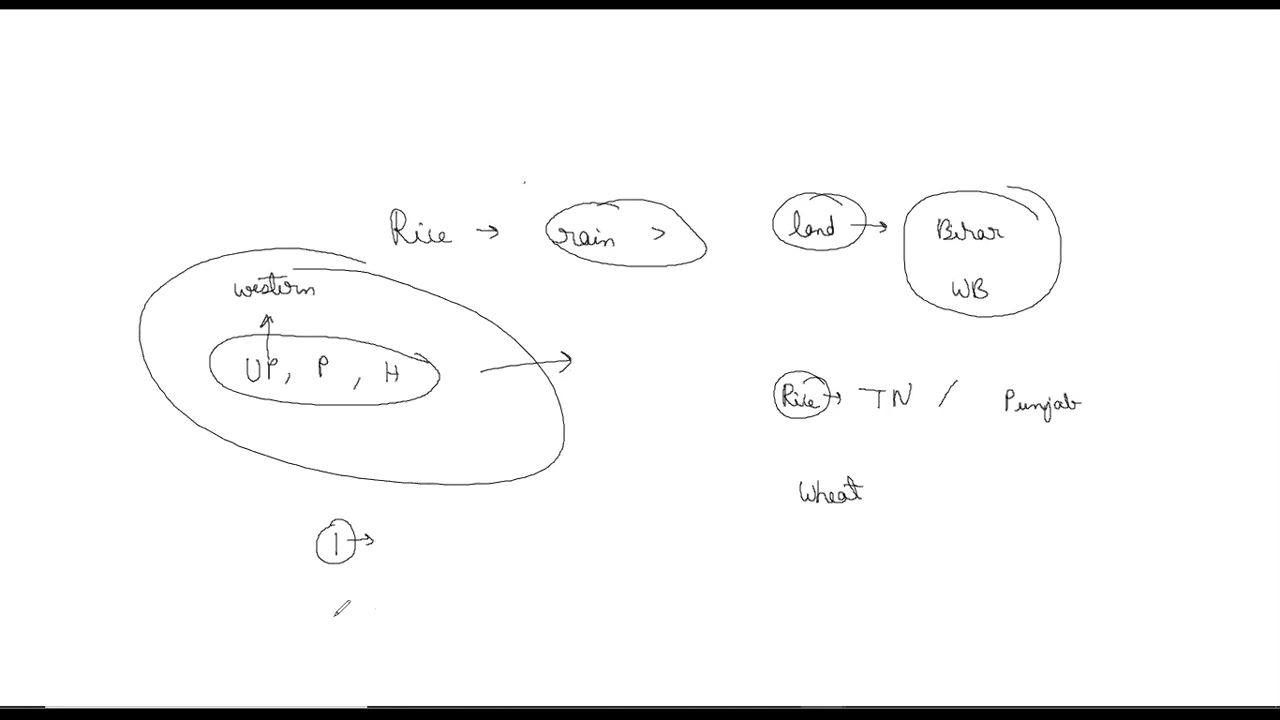 Rice → rain > land → Bihar
WB
western
UP, P, H →
Rice → TN / Punjab
Wheat
1 →